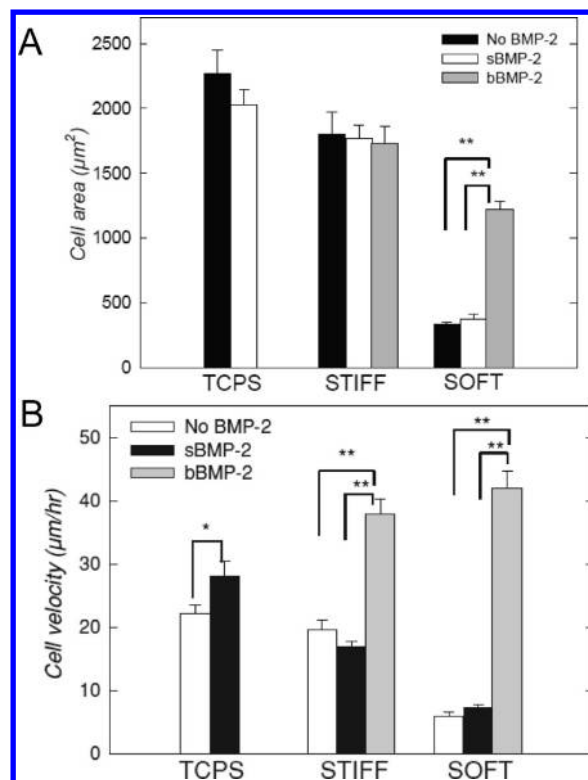 A
2500
2000
1500
1000
500
0
Cell area (μm²)
No BMP-2
sBMP-2
bBMP-2
**
**
TCPS STIFF SOFT
B
50
40
30
20
10
0
Cell velocity (μm/hr)
No BMP-2
sBMP-2
bBMP-2
*
**
**
**
**
TCPS STIFF SOFT